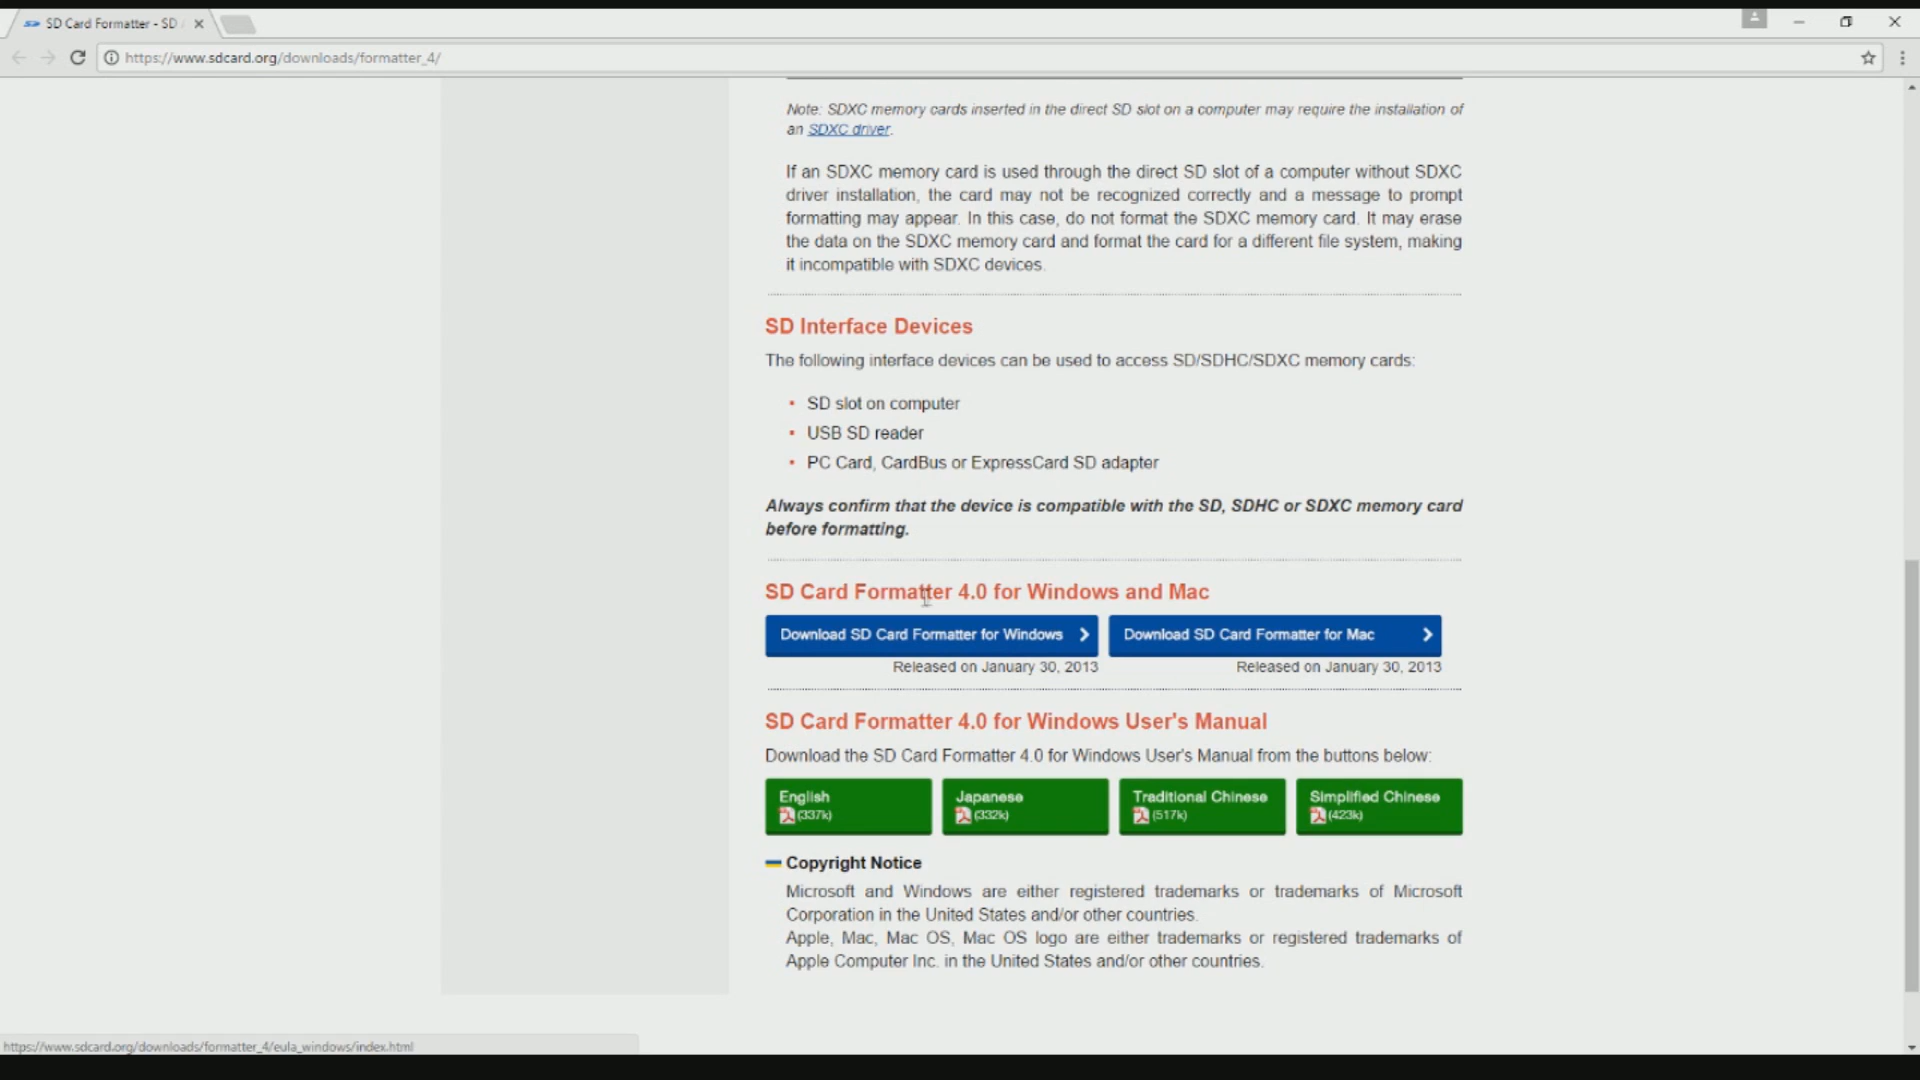 SD Card Formatter - SD
https://www.sdcard.org/downloads/formatter_4/
Note: SDXC memory cards inserted in the direct SD slot on a computer may require the installation of
an SDXC driver.
If an SDXC memory card is used through the direct SD slot of a computer without SDXC
driver installation, the card may not be recognized correctly and a message to prompt
formatting may appear. In this case, do not format the SDXC memory card. It may erase
the data on the SDXC memory card and format the card for a different file system, making
it incompatible with SDXC devices.
SD Interface Devices
The following interface devices can be used to access SD/SDHC/SDXC memory cards:
• SD slot on computer
• USB SD reader
• PC Card, CardBus or ExpressCard SD adapter
Always confirm that the device is compatible with the SD, SDHC or SDXC memory card
before formatting.
SD Card Formatter 4.0 for Windows and Mac
Download SD Card Formatter for Windows Download SD Card Formatter for Mac
Released on January 30, 2013 Released on January 30, 2013
SD Card Formatter 4.0 for Windows User's Manual
Download the SD Card Formatter 4.0 for Windows User's Manual from the buttons below:
English Japanese Traditional Chinese Simplified Chinese
(337k) (332k) (517k) (423k)
Copyright Notice
Microsoft and Windows are either registered trademarks or trademarks of Microsoft
Corporation in the United States and/or other countries.
Apple, Mac, Mac OS, Mac OS logo are either trademarks or registered trademarks of
Apple Computer Inc. in the United States and/or other countries.
https://www.sdcard.org/downloads/formatter_4/eula_windows/index.html